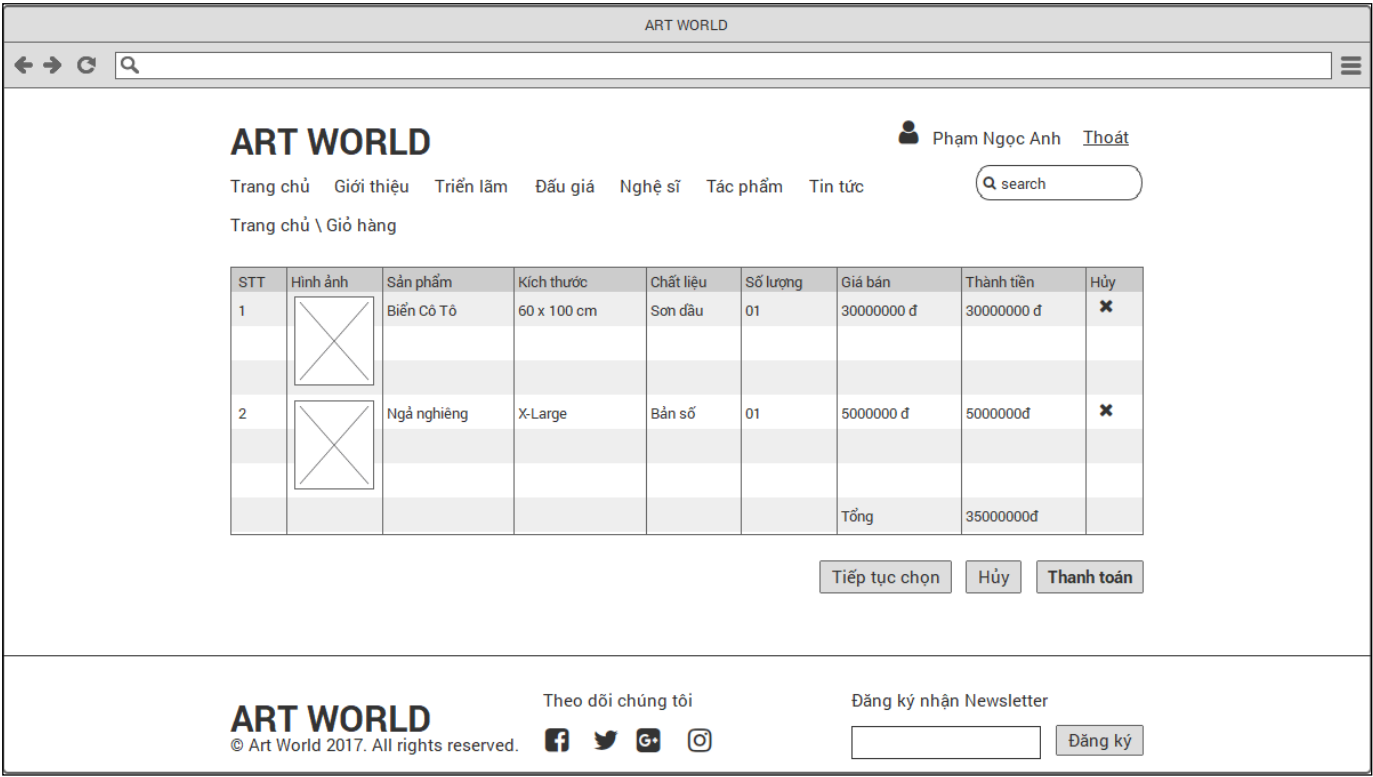 ART WORLD
ART WORLD
Phạm Ngọc Anh Thoát
Trang chủ Giới thiệu Triển lãm Đấu giá Nghệ sĩ Tác phẩm Tin tức
search
Trang chủ \ Giỏ hàng
STT Hình ảnh Sản phẩm Kích thước Chất liệu Số lượng Giá bán Thành tiền Hủy
1 Biển Cô Tô 60 x 100 cm Sơn dầu 01 30000000 đ 30000000 đ
2 Ngả nghiêng X-Large Bản số 01 5000000 đ 5000000đ
Tổng 35000000đ
Tiếp tục chọn Hủy Thanh toán
ART WORLD
© Art World 2017. All rights reserved.
Theo dõi chúng tôi
G+
Đăng ký nhận Newsletter
Đăng ký